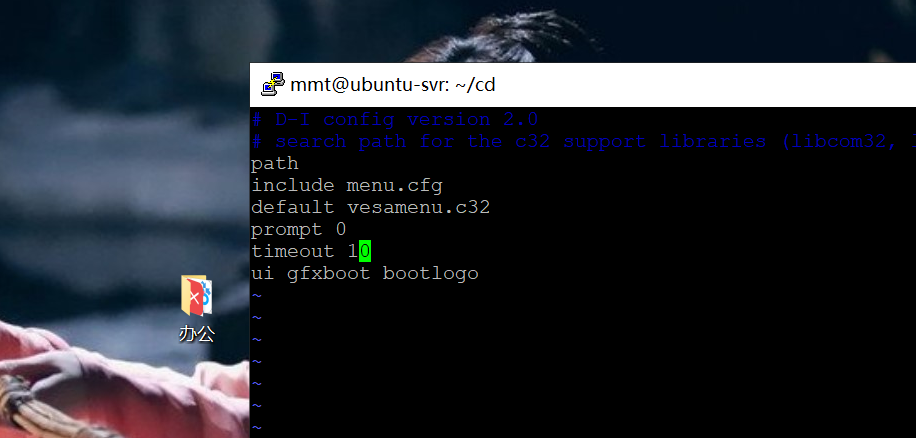 mmt@ubuntu-svr: ~/cd
# D-I config version 2.0
# search path for the c32 support libraries (libcom32,
path
include menu.cfg
default vesamenu.c32
prompt 0
timeout 10
ui gfxboot bootlogo
~
~
~
~
~
~
~
办公